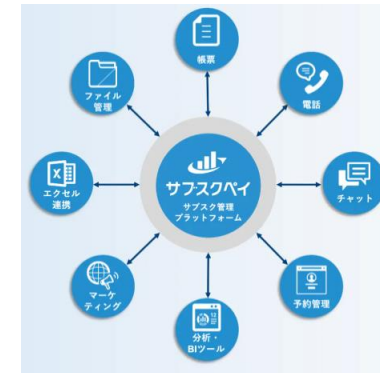 帳票
ファイル
管理
電話
サブスクペイ
サブスク管理
プラットフォーム
エクセル
連携
チャット
マーケ
ティング
予約管理
分析・
BIツール